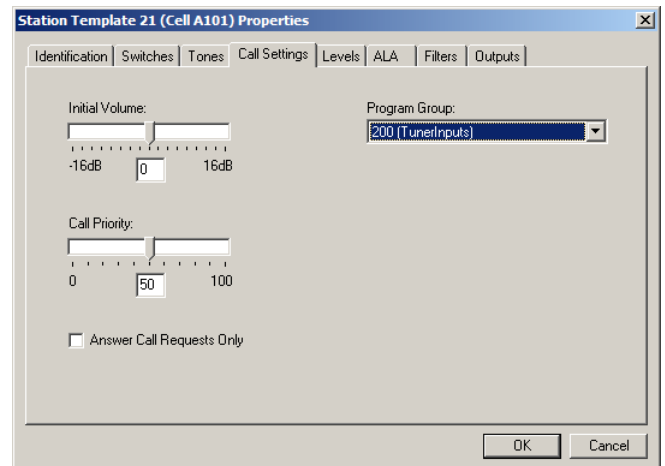 Station Template 21 (Cell A101) Properties
Identification Switches Tones Call Settings Levels ALA Filters Outputs
Initial Volume: Program Group:
200 (TunerInputs)
-16dB 0 16dB
Call Priority:
0 50 100
Answer Call Requests Only
OK Cancel